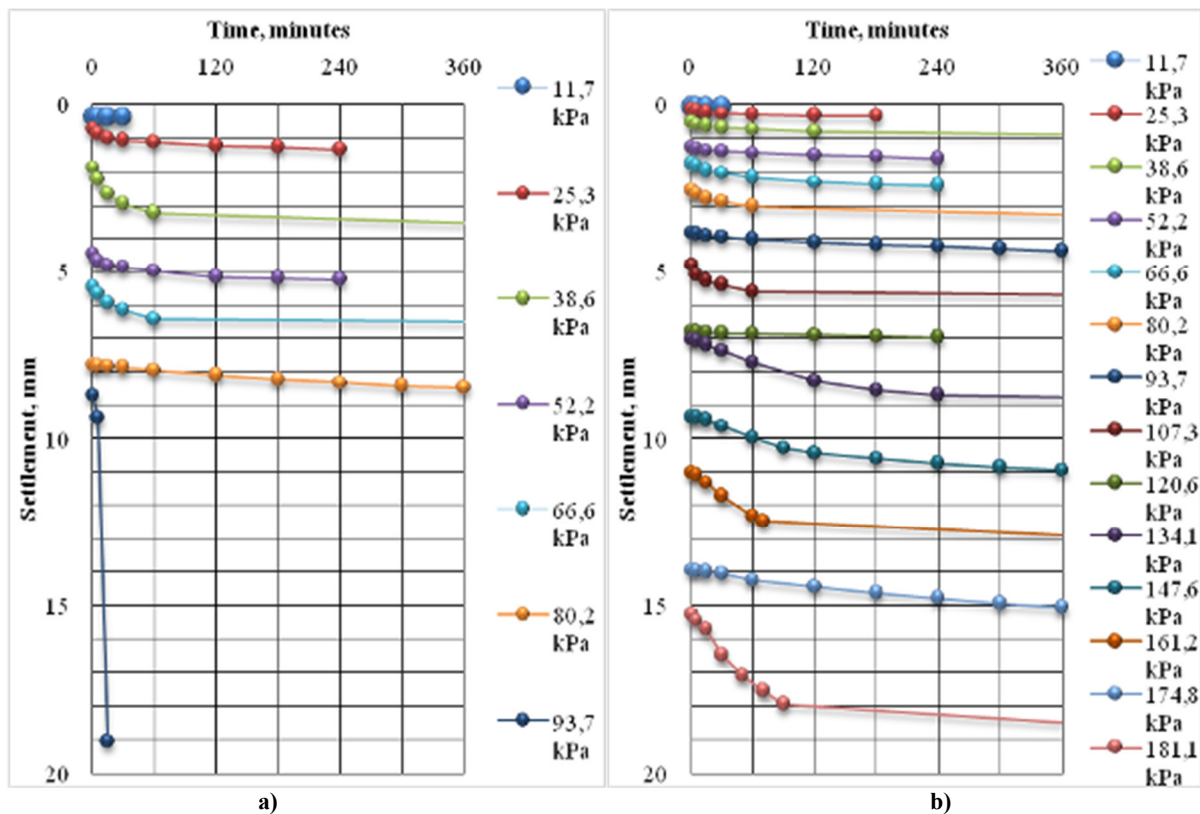 Time, minutes
0 120 240 360
0
5
10
15
20
Settlement, mm
11,7
kPa
25,3
kPa
38,6
kPa
52,2
kPa
66,6
kPa
80,2
kPa
93,7
kPa
a)
Time, minutes
0 120 240 360
0
5
10
15
20
Settlement, mm
11,7
kPa
25,3
kPa
38,6
kPa
52,2
kPa
66,6
kPa
80,2
kPa
93,7
kPa
107,3
kPa
120,6
kPa
134,1
kPa
147,6
kPa
161,2
kPa
174,8
kPa
181,1
kPa
b)